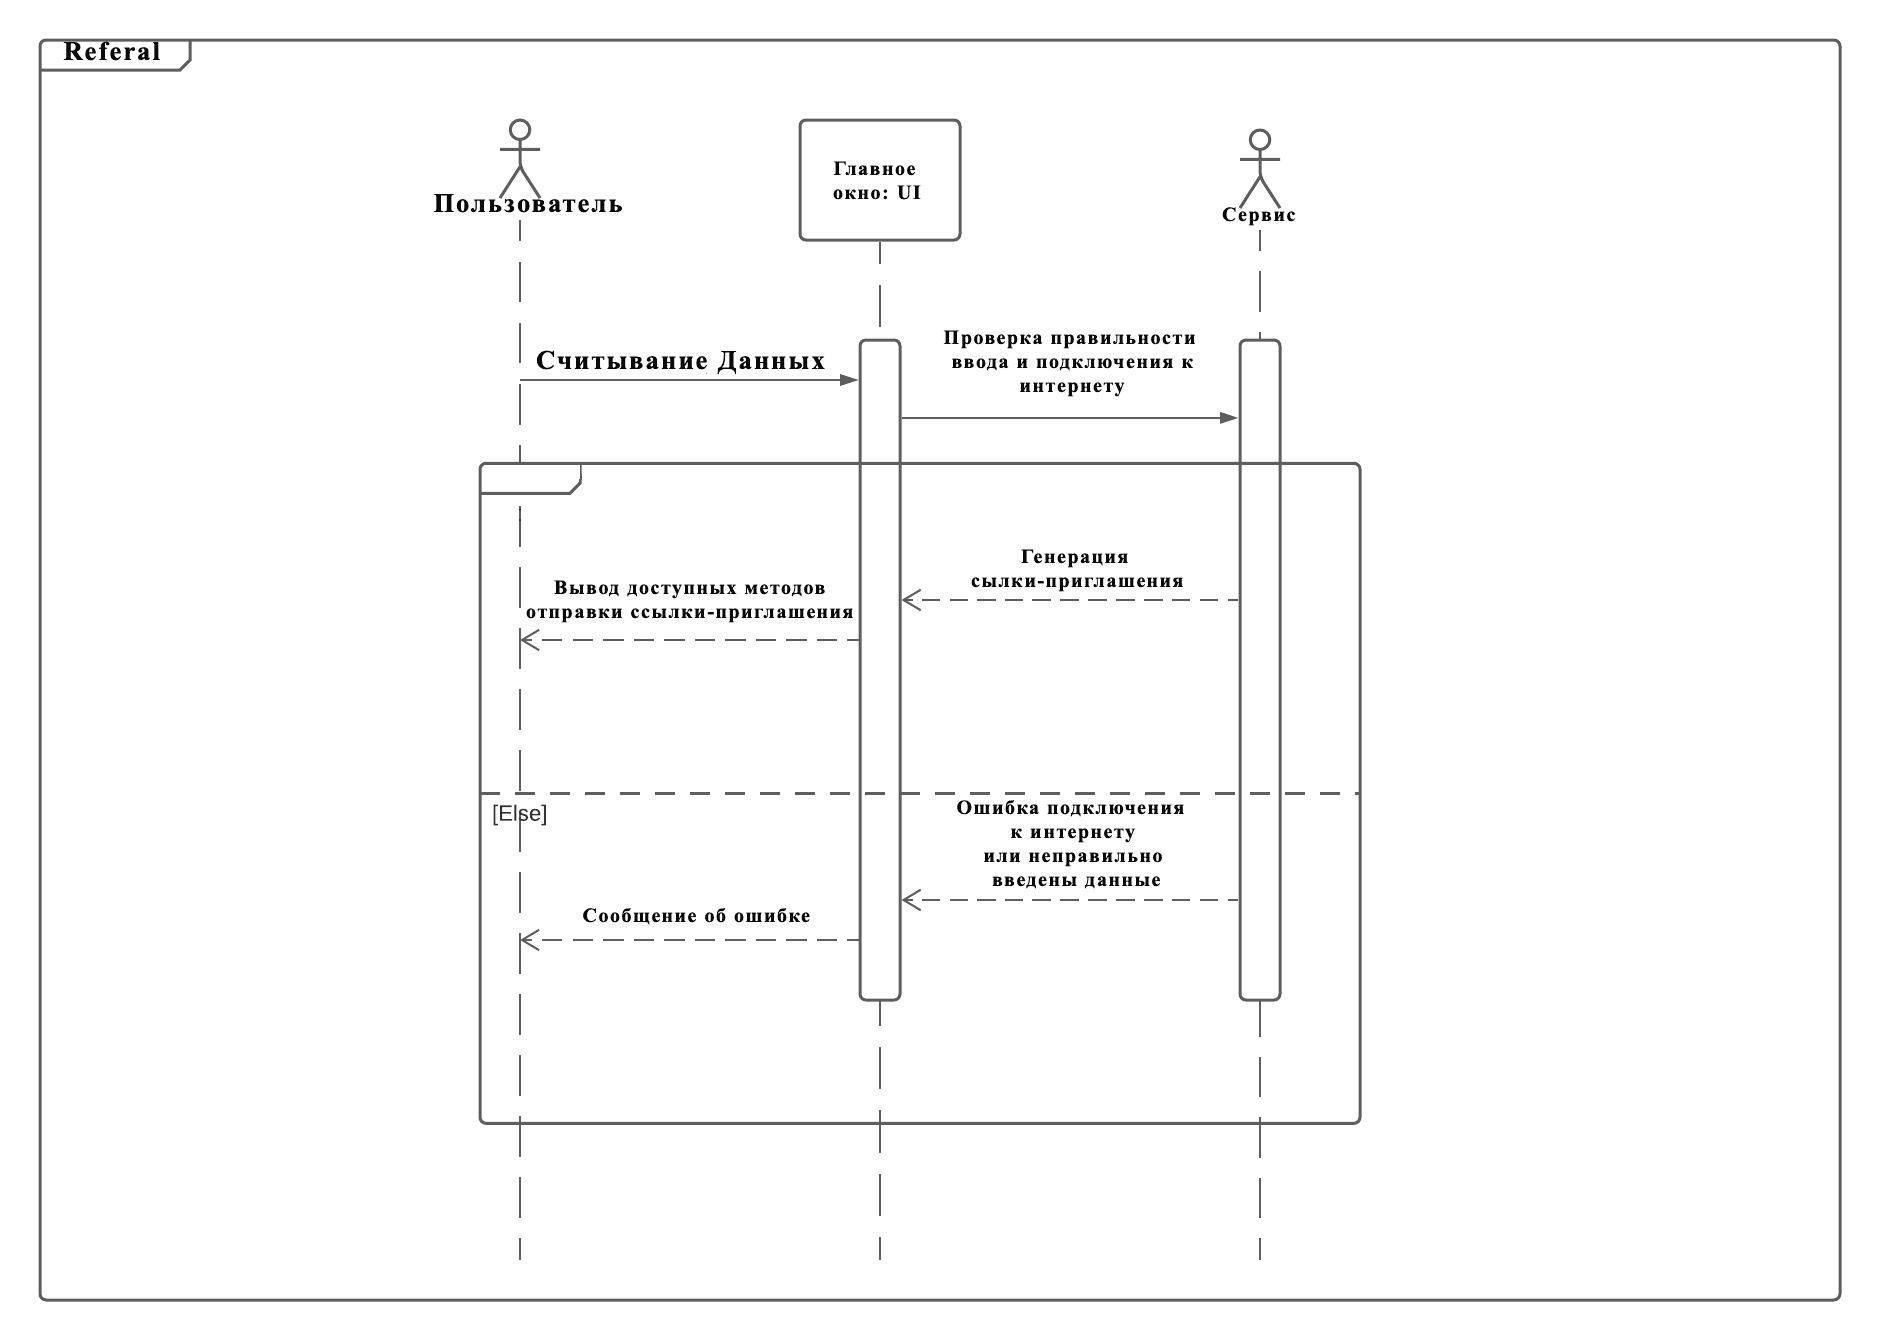 Referal
Пользователь
Главное
окно: UI
Сервис
Считывание Данных
Проверка правильности
ввода и подключения к
интернету
Генерация
сылки-приглашения
Вывод доступных методов
отправки ссылки-приглашения
[Else]
Ошибка подключения
к интернету
или неправильно
введены данные
Сообщение об ошибке